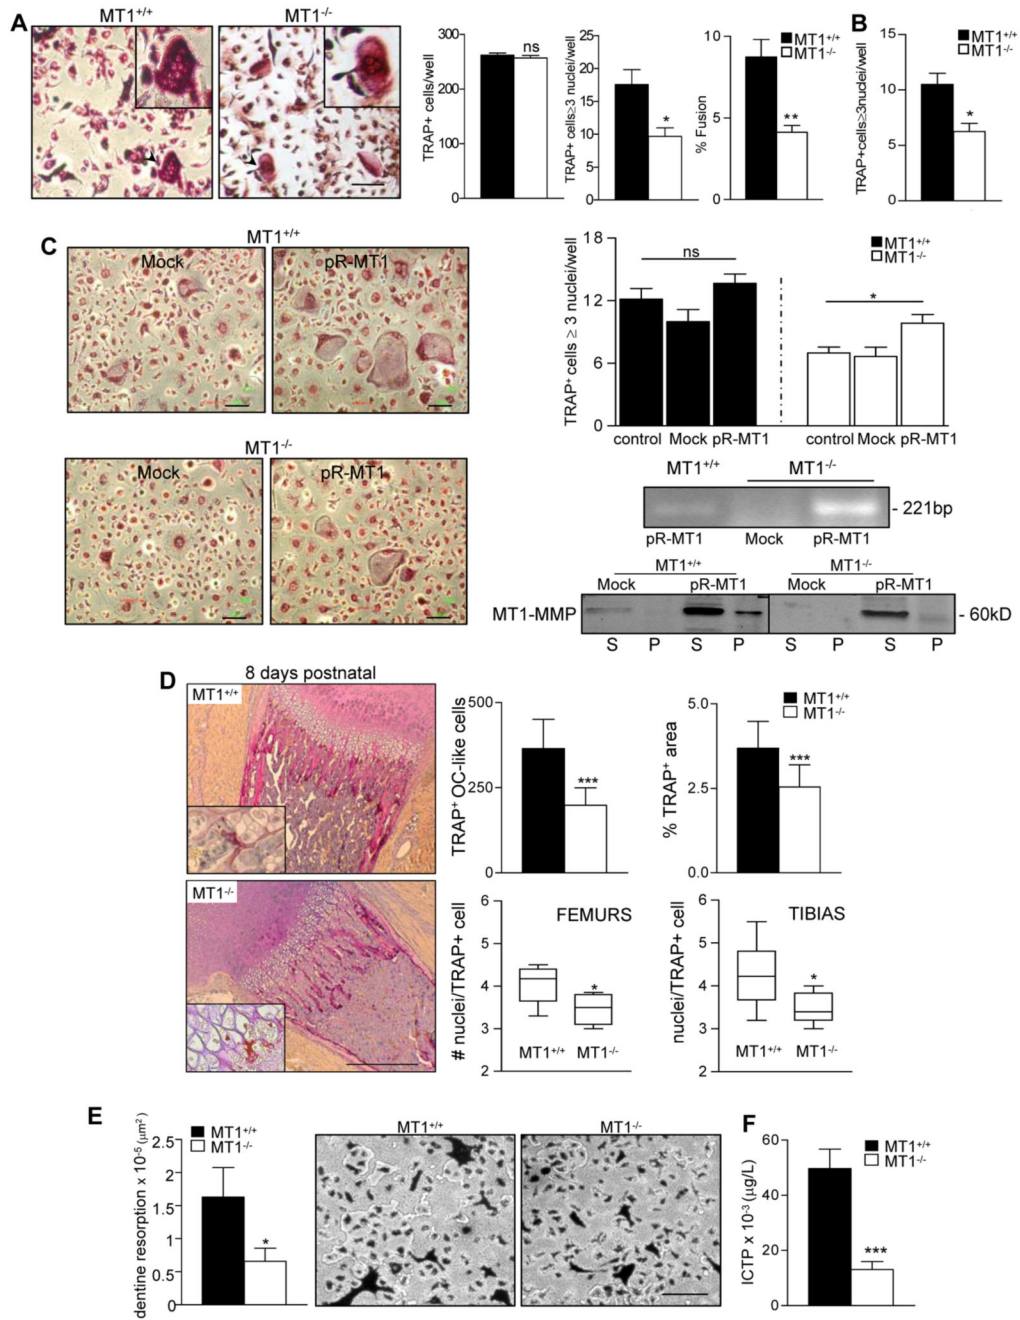 A
MT1+/+
MT1-/-
TRAP+ cells/well
300
200
100
0
ns
TRAP+ cells≥3 nuclei/well
25
20
15
10
5
0
*
% Fusion
10
5
0
**
MT1+/+
MT1-/-
B
TRAP+cells≥3nuclei/well
15
10
5
0
*
MT1+/+
MT1-/-
C
MT1+/+
Mock
pR-MT1
MT1-/-
Mock
pR-MT1
TRAP+ cells ≥ 3 nuclei/well
18
12
6
0
ns
*
MT1+/+
MT1-/-
control Mock pR-MT1
control Mock pR-MT1
MT1+/+
MT1-/-
- 221bp
pR-MT1
Mock
pR-MT1
MT1+/+
MT1-/-
Mock
pR-MT1
Mock
pR-MT1
MT1-MMP
- 60kD
S P S P S P S P
D
8 days postnatal
MT1+/+
MT1-/-
TRAP+ OC-like cells
500
250
0
***
% TRAP+ area
5.0
2.5
0.0
***
MT1+/+
MT1-/-
# nuclei/TRAP+ cell
6
5
4
3
2
FEMURS
*
MT1+/+ MT1-/-
nuclei/TRAP+ cell
6
5
4
3
2
TIBIAS
*
MT1+/+ MT1-/-
E
dentine resorption x 10-5 (µm2)
2.5
2
1.5
1
0.5
0
*
MT1+/+
MT1-/-
MT1+/+
MT1-/-
F
ICTP x 10-3 (µg/L)
60
40
20
0
***
MT1+/+
MT1-/-